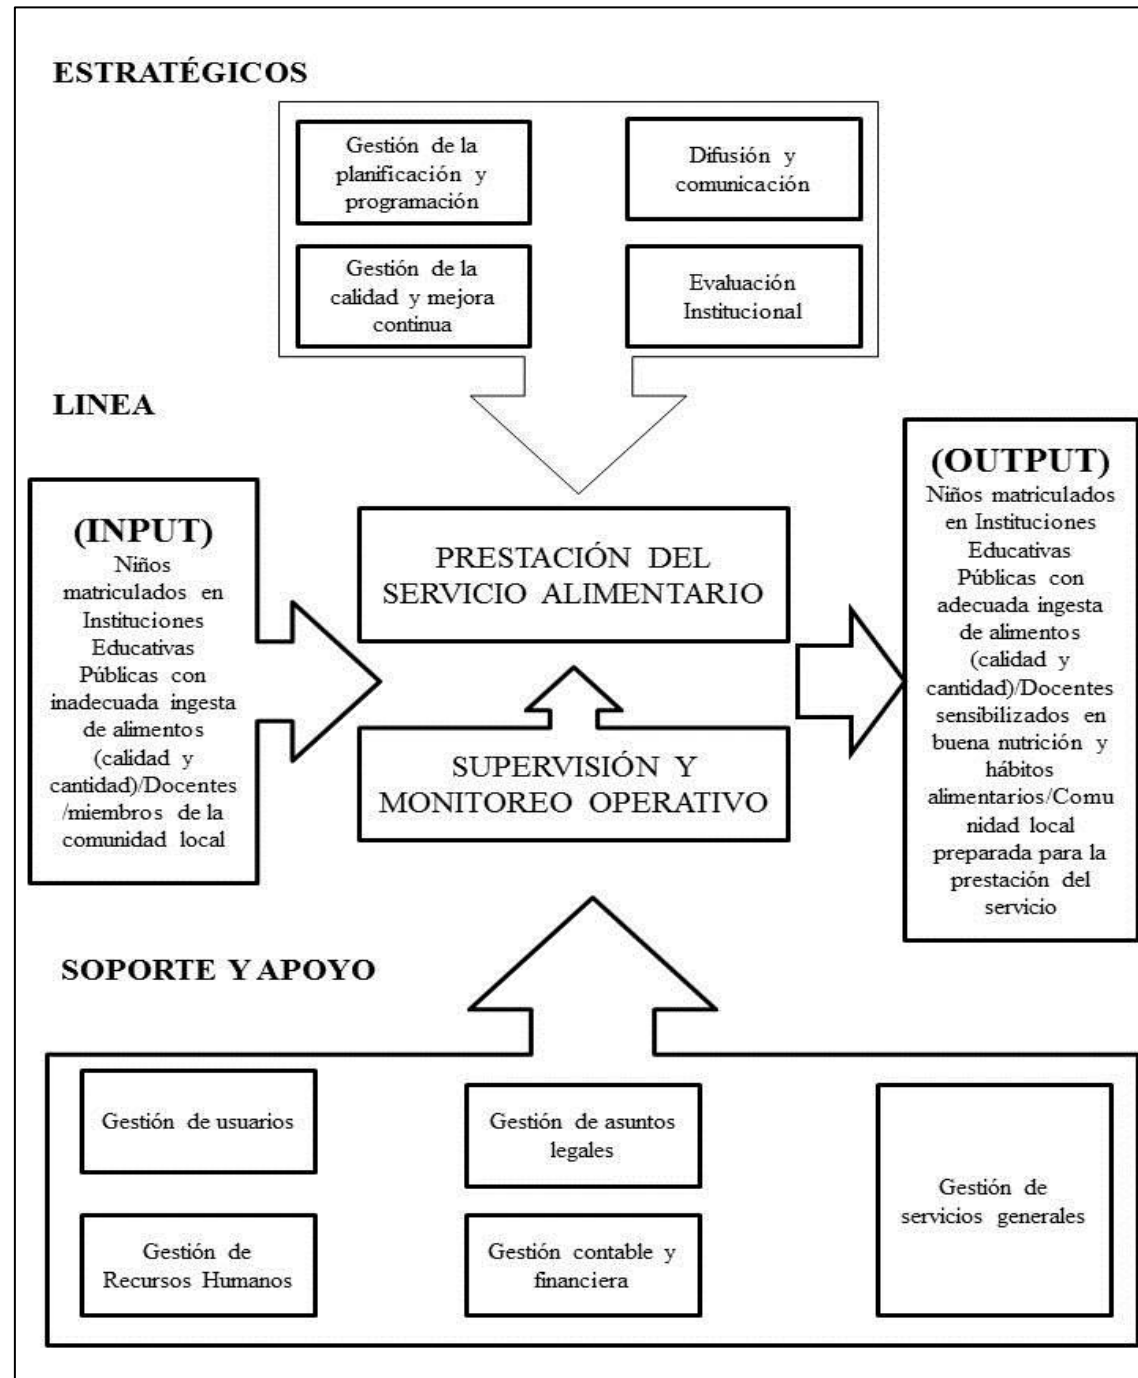 ESTRATÉGICOS
Gestión de la
planificación y
programación
Difusión y
comunicación
Gestión de la
calidad y mejora
continua
Evaluación
Institucional
LINEA
(INPUT)
Niños
matriculados en
Instituciones
Educativas
Públicas con
inadecuada ingesta
de alimentos
(calidad y
cantidad)/Docentes
/miembros de la
comunidad local
PRESTACIÓN DEL
SERVICIO ALIMENTARIO
SUPERVISIÓN Y
MONITOREO OPERATIVO
(OUTPUT)
Niños matriculados
en Instituciones
Educativas
Públicas con
adecuada ingesta
de alimentos
(calidad y
cantidad)/Docentes
sensibilizados en
buena nutrición y
hábitos
alimentarios/Comu
nidad local
preparada para la
prestación del
servicio
SOPORTE Y APOYO
Gestión de usuarios
Gestión de asuntos
legales
Gestión de
servicios generales
Gestión de
Recursos Humanos
Gestión contable y
financiera